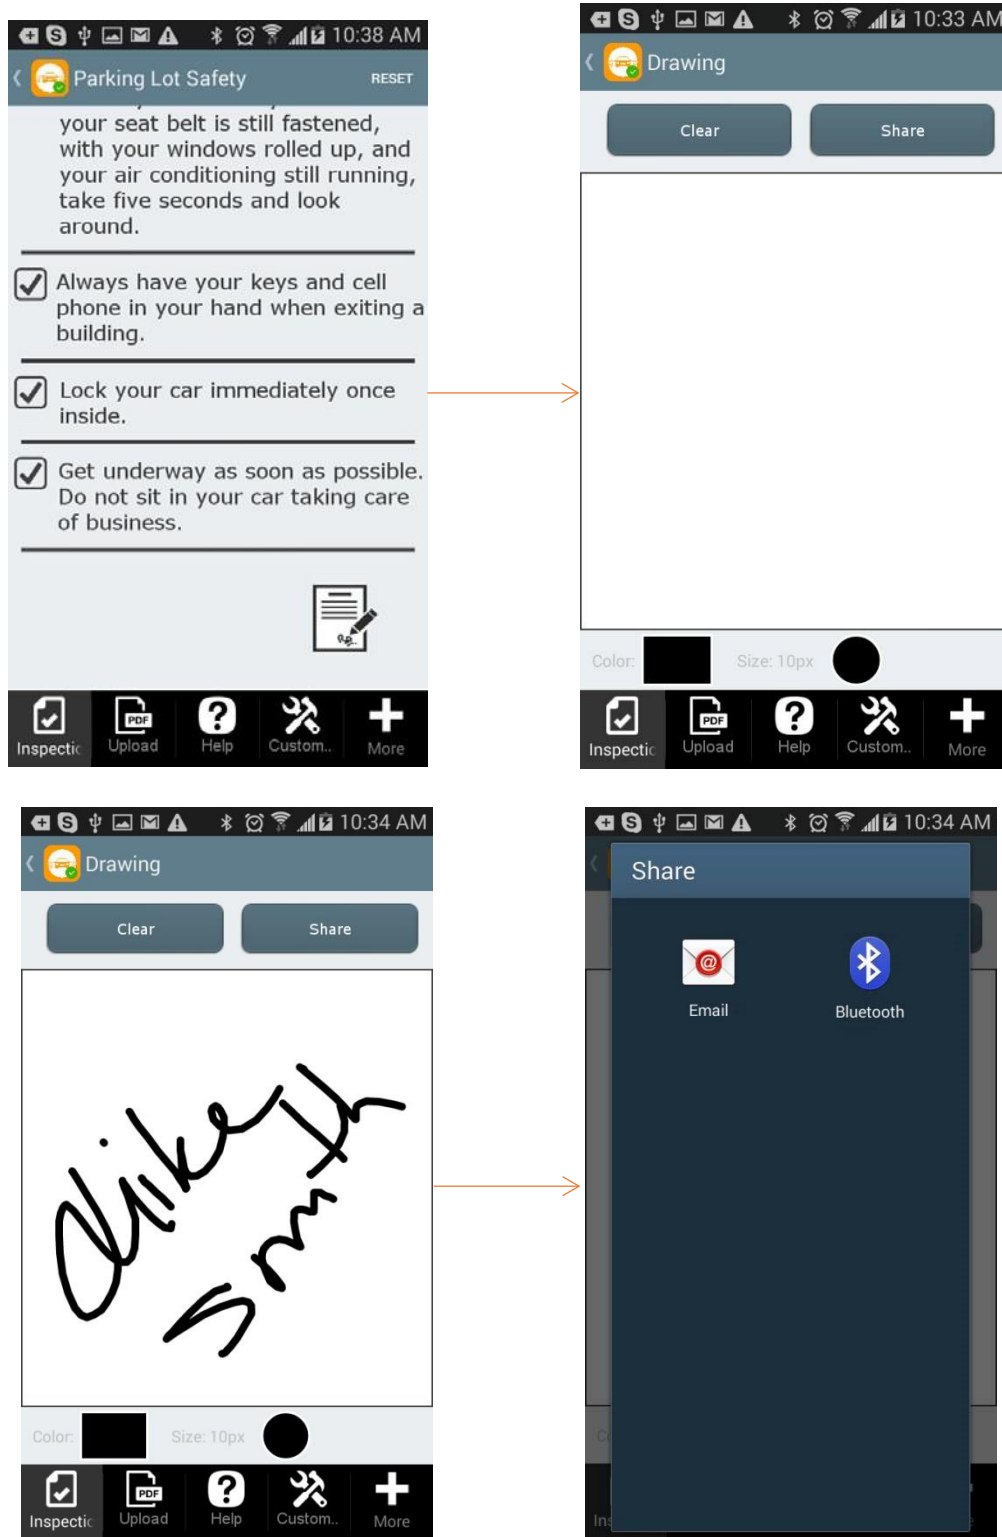 10:38 AM
Parking Lot Safety
RESET
your seat belt is still fastened,
with your windows rolled up, and
your air conditioning still running,
take five seconds and look
around.
Always have your keys and cell
phone in your hand when exiting a
building.
Lock your car immediately once
inside.
Get underway as soon as possible.
Do not sit in your car taking care
of business.
Inspectic
PDF
Upload
Help
Custom..
More
10:33 AM
Drawing
Clear
Share
Color:
Size: 10px
Inspectic
PDF
Upload
Help
Custom..
More
10:34 AM
Drawing
Clear
Share
Mike
Smith
Color:
Size: 10px
Inspectic
PDF
Upload
Help
Custom..
More
10:34 AM
Share
Email
Bluetooth